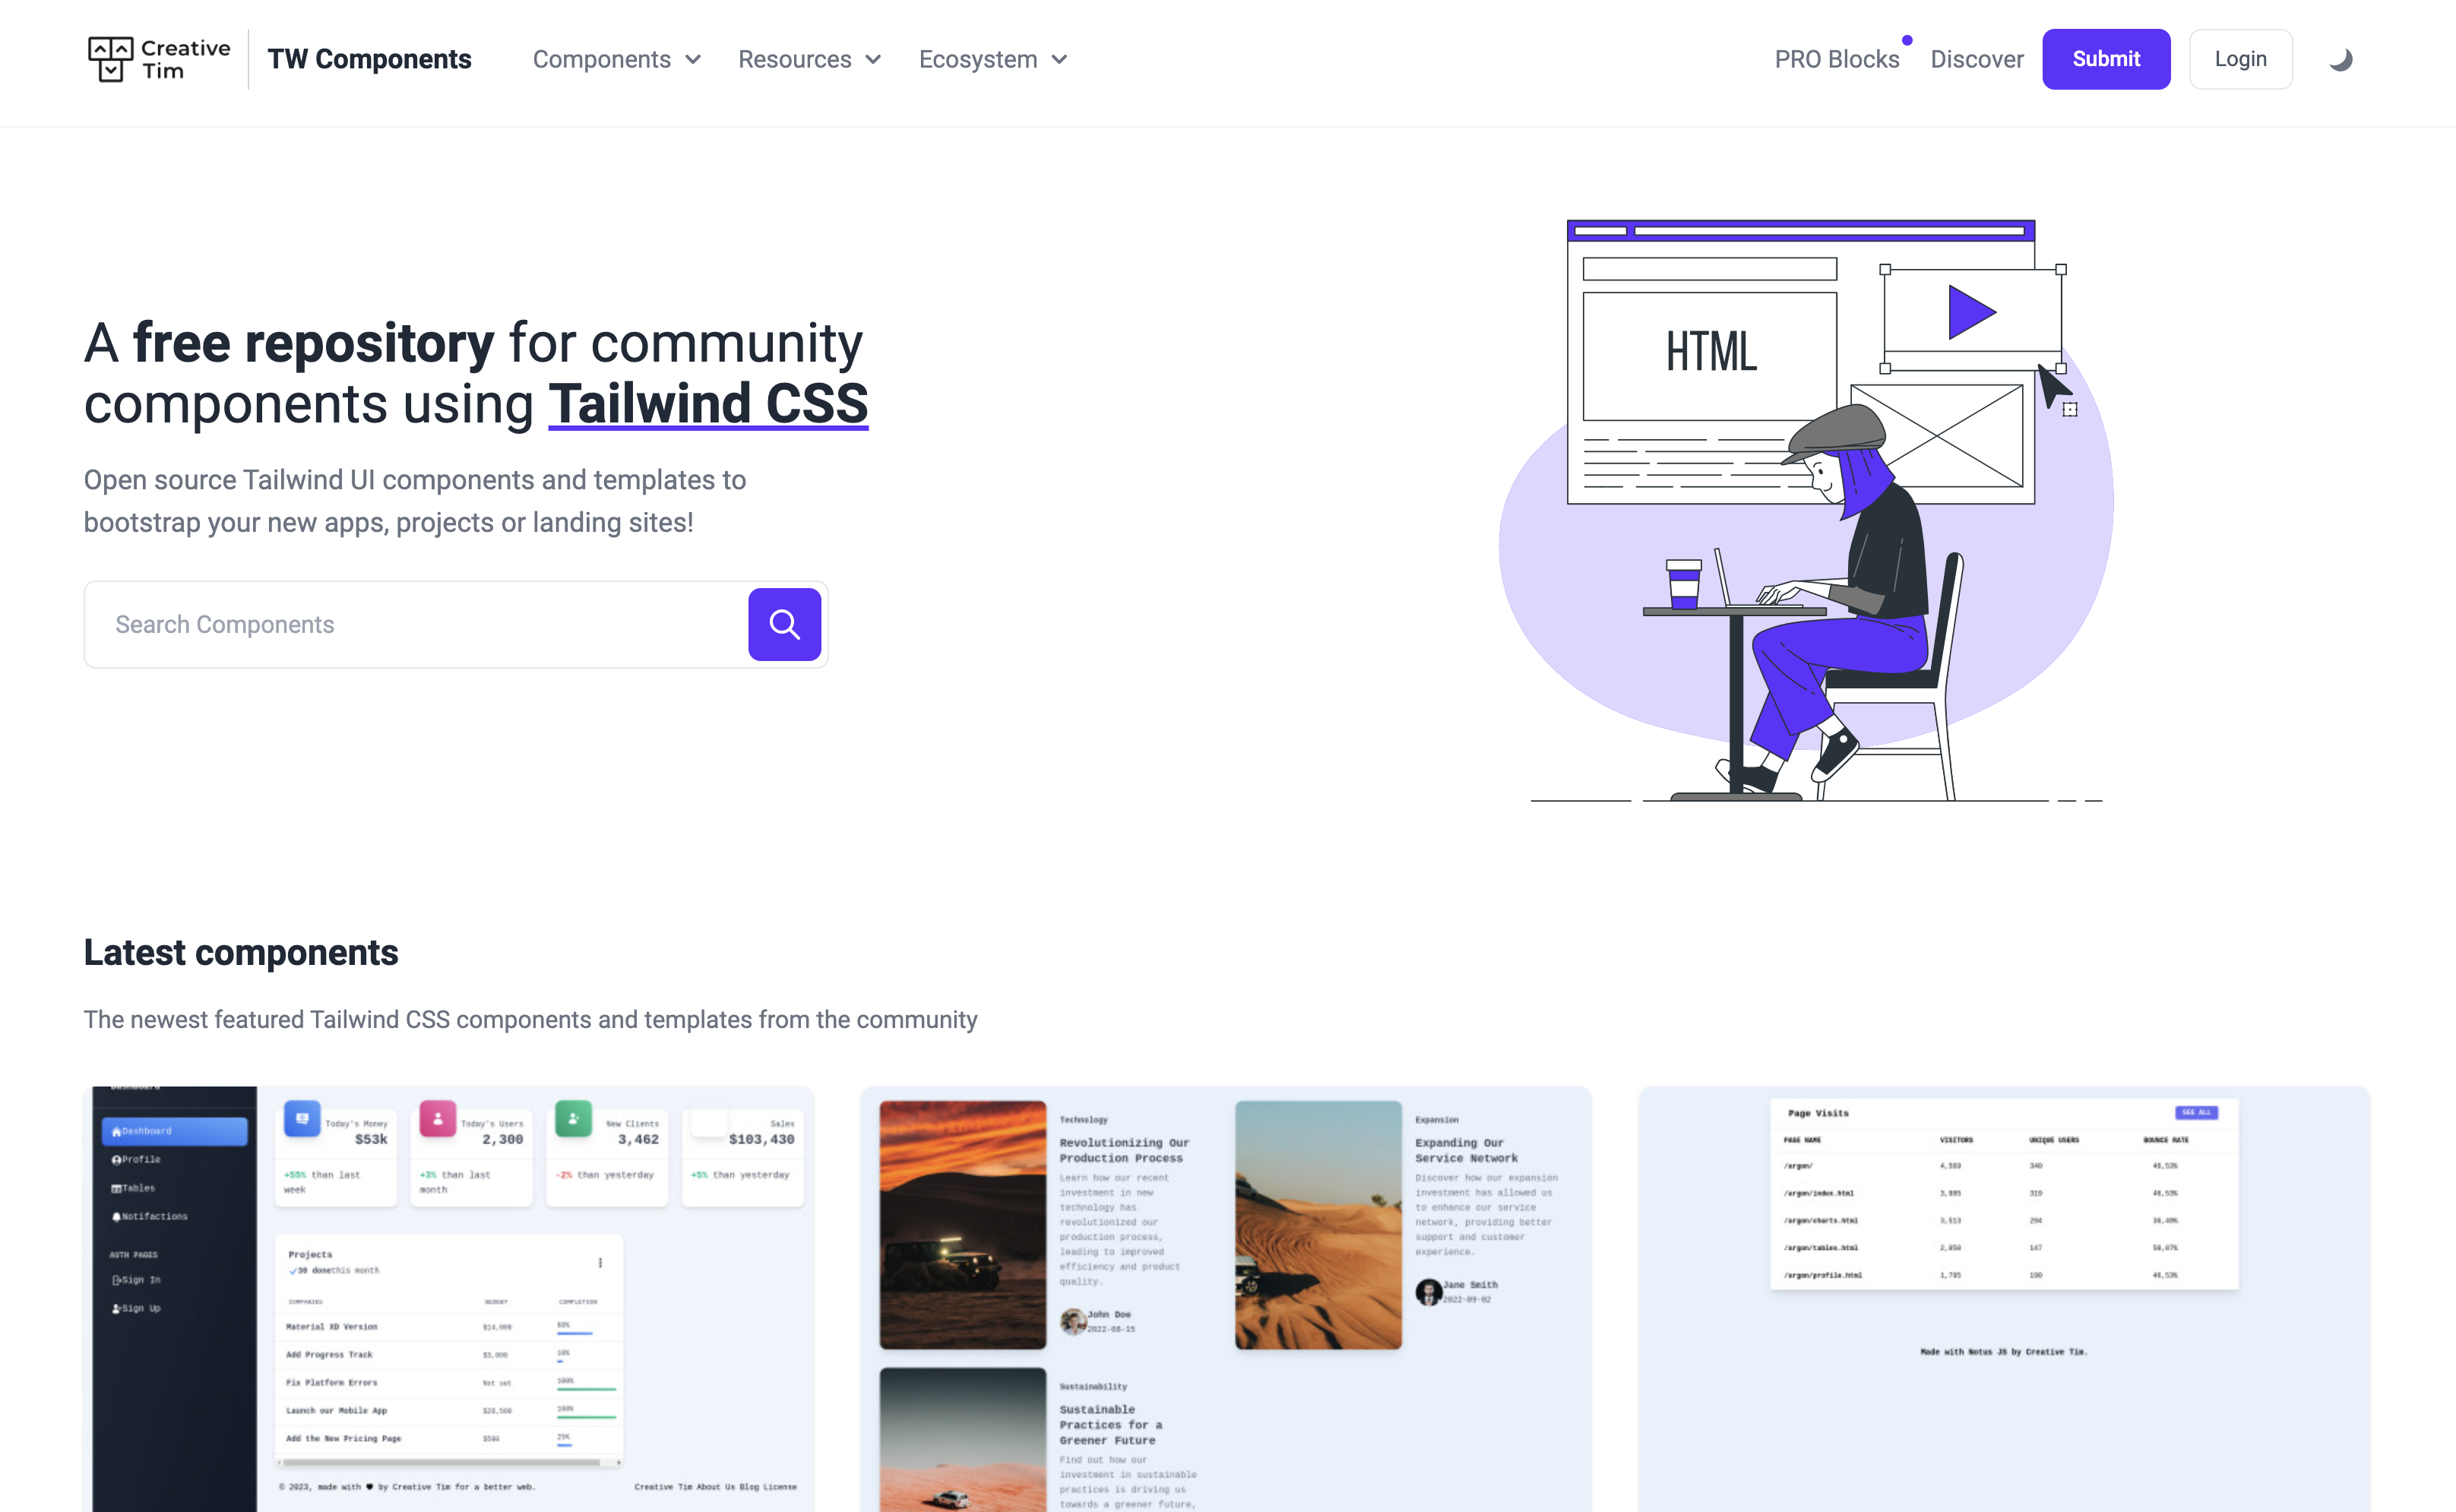 Creative
Tim
TW Components
Components
Resources
Ecosystem
PRO Blocks
Discover
Submit
Login
A free repository for community
components using Tailwind CSS
Open source Tailwind UI components and templates to
bootstrap your new apps, projects or landing sites!
Search Components
HTML
Latest components
The newest featured Tailwind CSS components and templates from the community
Dashboard
Dashboard
Profile
Tables
Notifactions
AUTH PAGES
Sign In
Sign Up
Today's Money
$53k
+55% than last
week
Today's Users
2,300
+3% than last
month
New Clients
3,462
-2% than yesterday
Sales
$103,430
+5% than yesterday
Projects
30 done this month
COMPANIES BUDGET COMPLETION
Material XD Version $14,000 60%
Add Progress Track $3,000 10%
Fix Platform Errors Not set 100%
Launch our Mobile App $20,500 100%
Add the New Pricing Page $500 25%
© 2023, made with ♥ by Creative Tim for a better web.
Creative Tim About Us Blog License
Technology
Revolutionizing Our
Production Process
Learn how our recent
investment in new
technology has
revolutionized our
production process,
leading to improved
efficiency and product
quality.
John Doe
2022-08-15
Expansion
Expanding Our
Service Network
Discover how our expansion
investment has allowed us
to enhance our service
network, providing better
support and customer
experience.
Jane Smith
2022-09-02
Sustainability
Sustainable
Practices for a
Greener Future
Find out how our
investment in sustainable
practices is driving us
towards a greener future,
Page Visits
SEE ALL
PAGE NAME VISITORS UNIQUE USERS BOUNCE RATE
/argon/ 4,569 340 46,53%
/argon/index.html 3,985 319 46,53%
/argon/charts.html 3,513 294 36,49%
/argon/tables.html 2,050 147 50,87%
/argon/profile.html 1,795 190 46,53%
Made with Notus JS by Creative Tim.